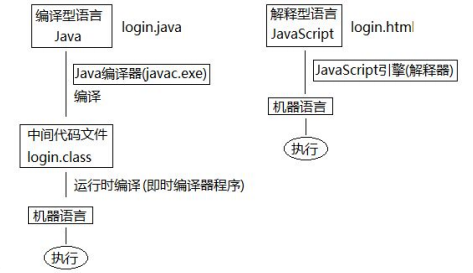 编译型语言
Java
login.java
Java编译器(javac.exe)
编译
中间代码文件
login.class
运行时编译(即时编译器程序)
机器语言
执行
解释型语言
JavaScript
login.html
JavaScript引擎(解释器)
机器语言
执行